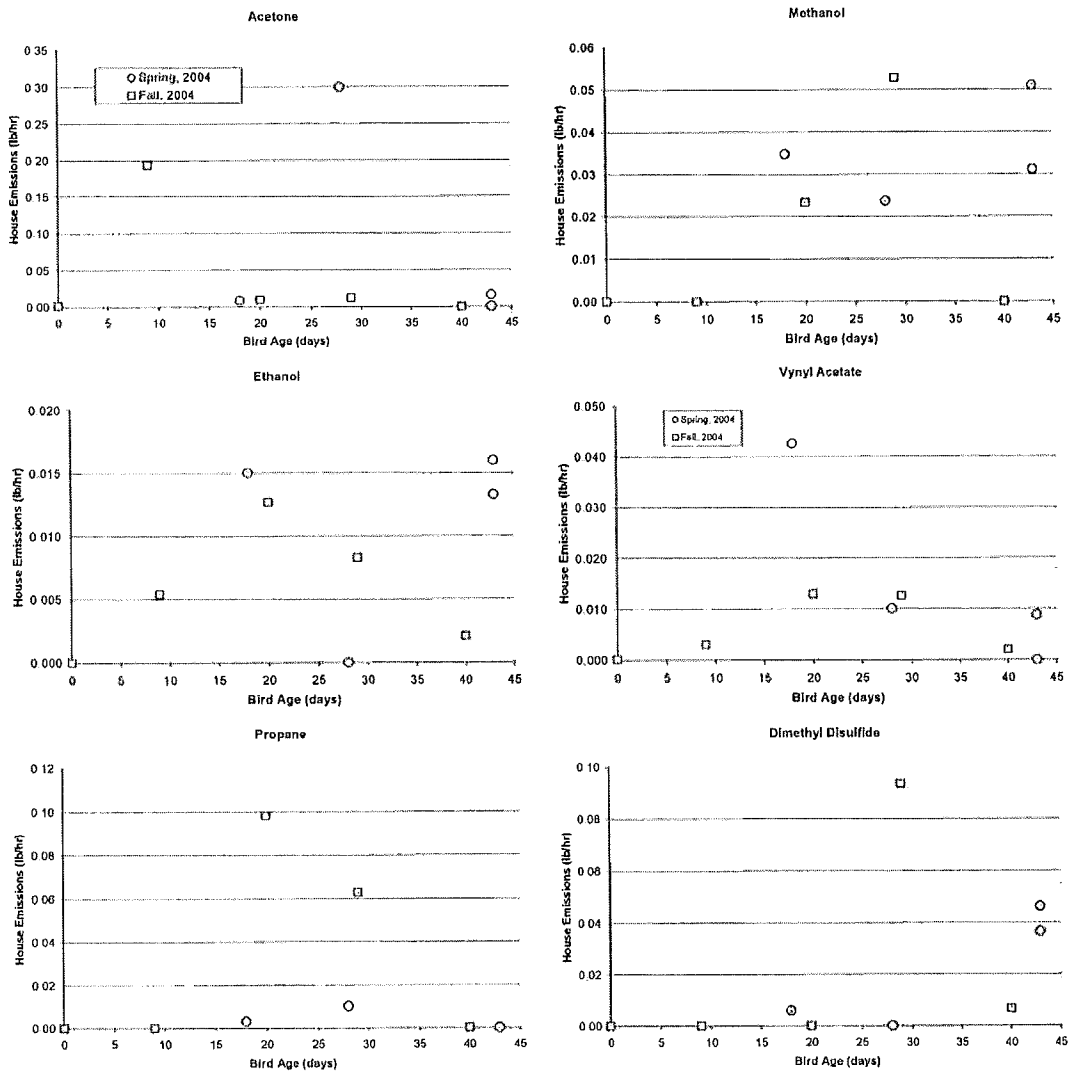 Acetone
0 35
0.30
0.25
0 20
0.15
0.10
0.05
0.00
House Emissions (lb/hr)
Spring, 2004
Fall, 2004
0 5 10 15 20 25 30 35 40 45
Bird Age (days)
Methanol
0.06
0.05
0.04
0.03
0.02
0.01
0.00
House Emissions (lb/hr)
0 5 10 15 20 25 30 35 40 45
Bird Age (days)
Ethanol
0.020
0.015
0.010
0.005
0.000
House Emissions (lb/hr)
0 5 10 15 20 25 30 35 40 45
Bird Age (days)
Vynyl Acetate
0.050
0.040
0.030
0.020
0.010
0.000
House Emissions (lb/hr)
Spring, 2004
Fall, 2004
0 5 10 15 20 25 30 35 40 45
Bird Age (days)
Propane
0 12
0.10
0.08
0.06
0.04
0.02
0.00
House Emissions (lb/hr)
0 5 10 15 20 25 30 35 40 45
Bird Age (days)
Dimethyl Disulfide
0 10
0.08
0.06
0.04
0.02
0.00
House Emissions (lb/hr)
0 5 10 15 20 25 30 35 40 45
Bird Age (days)